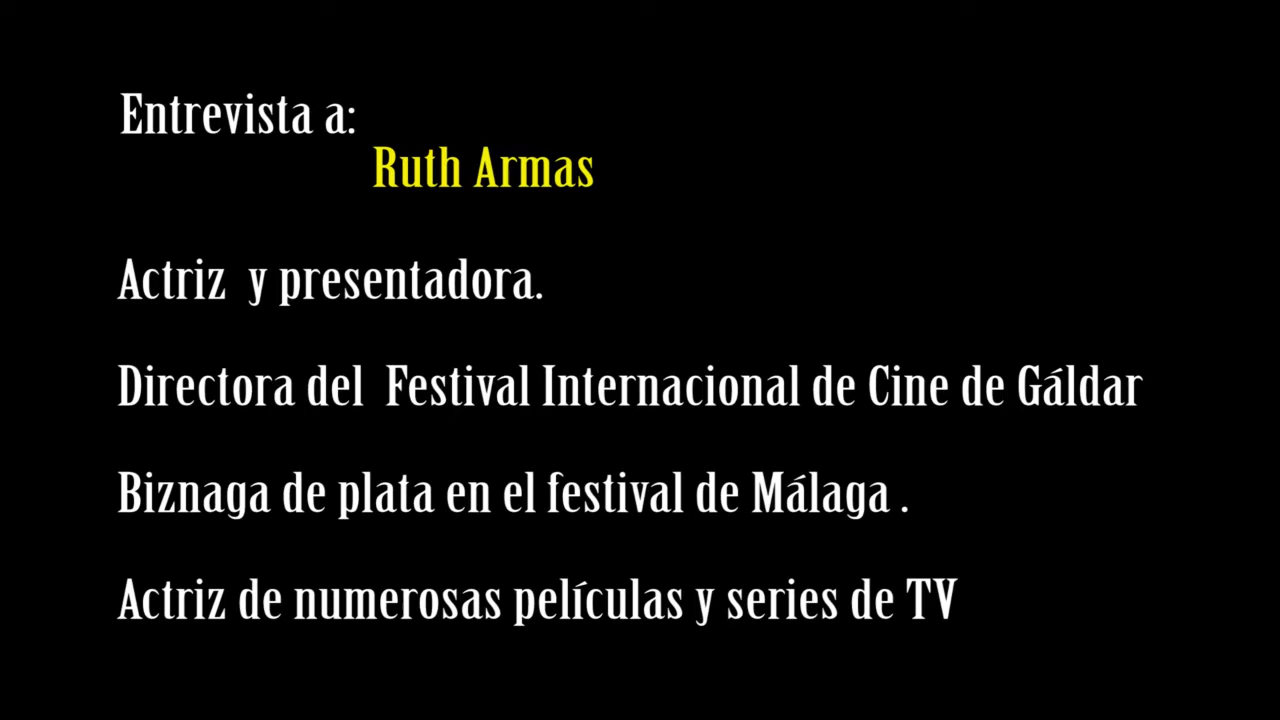 Entrevista a:
Ruth Armas
Actriz y presentadora.
Directora del Festival Internacional de Cine de Gáldar
Biznaga de plata en el festival de Málaga .
Actriz de numerosas películas y series de TV